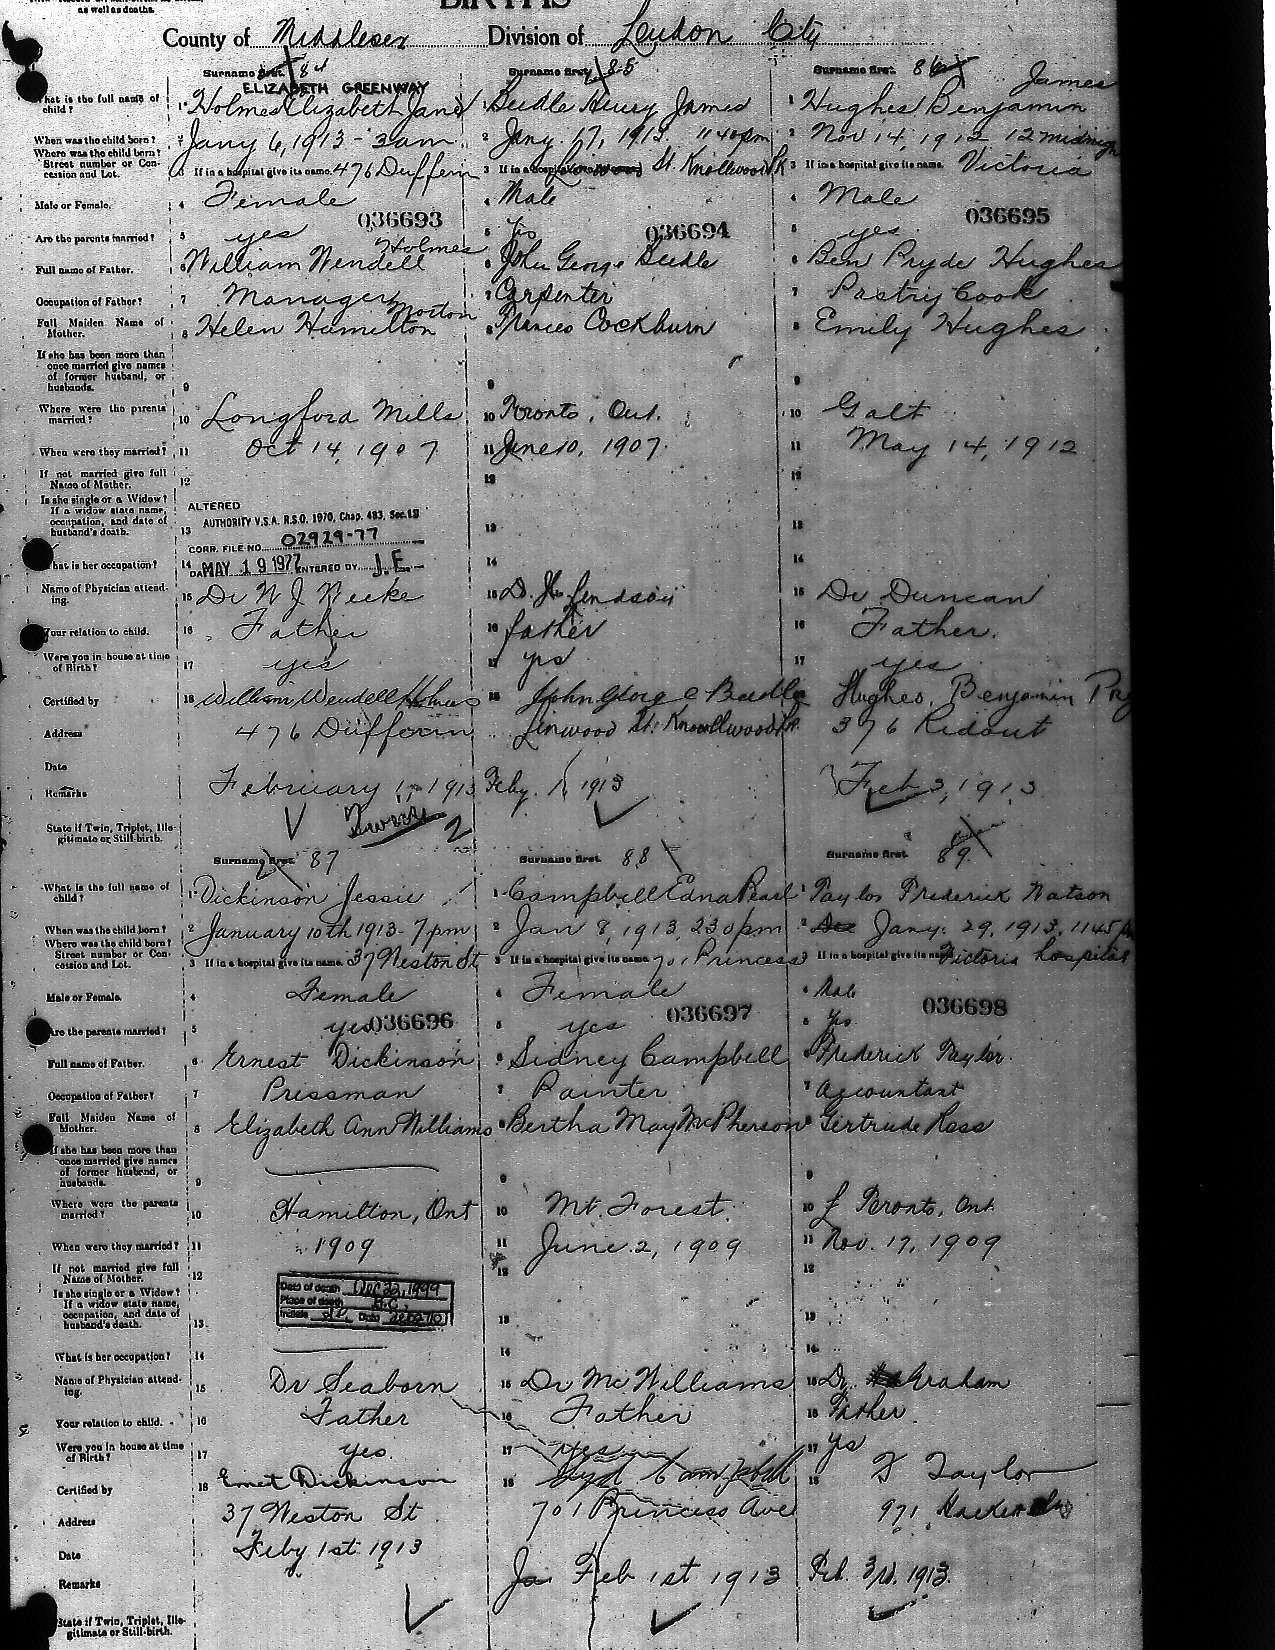 as well as deaths.
BIRTHS
County of Middlesex Division of London City
Surname first. 84
ELIZABETH GREENWAY
What is the full name of child? 1 Holmes Elizabeth Jane
When was the child born? 2 Jany 6, 1913 - 3 am.
Where was the child born? Street number or Concession and Lot. 3 If in a hospital give its name. 476 Dufferin
Male or Female. 4 Female
036693
Are the parents married? 5 yes
Full name of Father. 6 William Wendell Holmes
Occupation of Father? 7 Manager
Full Maiden Name of Mother. 8 Helen Hamilton Morton
If she has been more than once married give names of former husband, or husbands. 9
Where were the parents married? 10 Longford Mills
When were they married? 11 Oct 14, 1907
If not married give full Name of Mother. 12
Is she single or a Widow? If a widow state name, occupation, and date of husband's death. 13
ALTERED
AUTHORITY V.S.A. R.S.O. 1970, Chap. 483, Sec. 13
CORR. FILE NO. 02929-77
DATE MAY 19 1977 ENTERED BY J.F.
What is her occupation? 14
Name of Physician attending. 15 Dr W J Weeke
Your relation to child. 16 Father
Were you in house at time of Birth? 17 yes
Certified by 18 William Wendell Holmes
Address 476 Dufferin
Date
Remarks February 1, 1913
State if Twin, Triplet, Illegitimate or Still-birth. 2
Surname first. 85
1 Beedle Henry James
2 Jany. 17, 1913. 11 40 pm
3 If in a hospital St. Knollwood Pk
4 Male
036694
5 Yes
6 John George Beedle
7 Carpenter
8 Frances Cockburn
9
10 Toronto, Ont.
11 June 10, 1907.
12
13
14
15 Dr. Lindsay
16 father
17 yes
18 John George Beedle
Linwood St. Knowllwood Pk.
Feby. 1, 1913
Surname first. 86
1 Hughes Benjamin James
2 Nov 14, 1912 - 12 midnight
3 If in a hospital give its name. Victoria
4 Male
036695
5 yes
6 Ben Pryde Hughes
7 Pastry Cook
8 Emily Hughes
9
10 Galt
11 May 14, 1912
12
13
14
15 Dr Duncan
16 Father.
17 yes
18 Hughes, Benjamin Pry
376 Ridout
Feb 3, 1913
Surname first. 87
What is the full name of child? 1 Dickinson Jessie
When was the child born? 2 January 10th 1913 - 7 pm
Where was the child born? Street number or Concession and Lot. 3 If in a hospital give its name. 37 Weston St
Male or Female. 4 Female
Are the parents married? 5 yes 036696
Full name of Father. 6 Ernest Dickinson
Occupation of Father? 7 Pressman
Full Maiden Name of Mother. 8 Elizabeth Ann Williams
If she has been more than once married give names of former husband, or husbands. 9
Where were the parents married? 10 Hamilton, Ont
When were they married? 11 1909
If not married give full Name of Mother. 12
Is she single or a Widow? If a widow state name, occupation, and date of husband's death. 13
Date of death Dec 22, 1999
Place of death B.C.
Initials Date
What is her occupation? 14
Name of Physician attending. 15 Dr Seaborn
Your relation to child. 16 Father
Were you in house at time of Birth? 17 yes.
Certified by 18 Ernest Dickinson
Address 37 Weston St
Date Feby 1st 1913
Remarks
State if Twin, Triplet, Illegitimate or Still-birth.
Surname first. 88
1 Campbell Edna Pearl
2 Jan 8, 1913, 2 30 pm
3 If in a hospital give its name 701 Princess
4 Female
036697
5 yes
6 Sidney Campbell
7 Painter
8 Bertha May McPherson
9
10 Mt. Forest.
11 June 2, 1909
12
13
14
15 Dr McWilliams
16 Father
17 yes
18 Campbell
701 Princess Ave
Feb 1st 1913
Surname first. 89
1 Taylor Frederick Watson
2 Jany. 29, 1913, 11 45 pm
3 If in a hospital give its name Victoria hospital
4 Male
036698
5 Yes
6 Frederick Taylor.
7 Accountant
8 Gertrude Ross
9
10 Toronto, Ont.
11 Nov. 17, 1909
12
13
14
15 Dr. Graham
16 Father.
17 yes
18 F Taylor
971
Feb. 3rd. 1913.